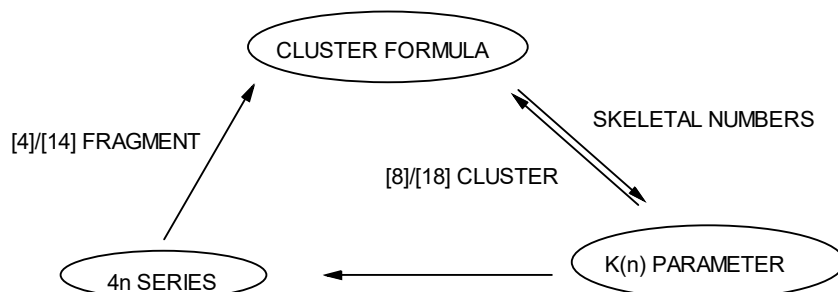 CLUSTER FORMULA
[4]/[14] FRAGMENT
SKELETAL NUMBERS
[8]/[18] CLUSTER
4n SERIES
K(n) PARAMETER